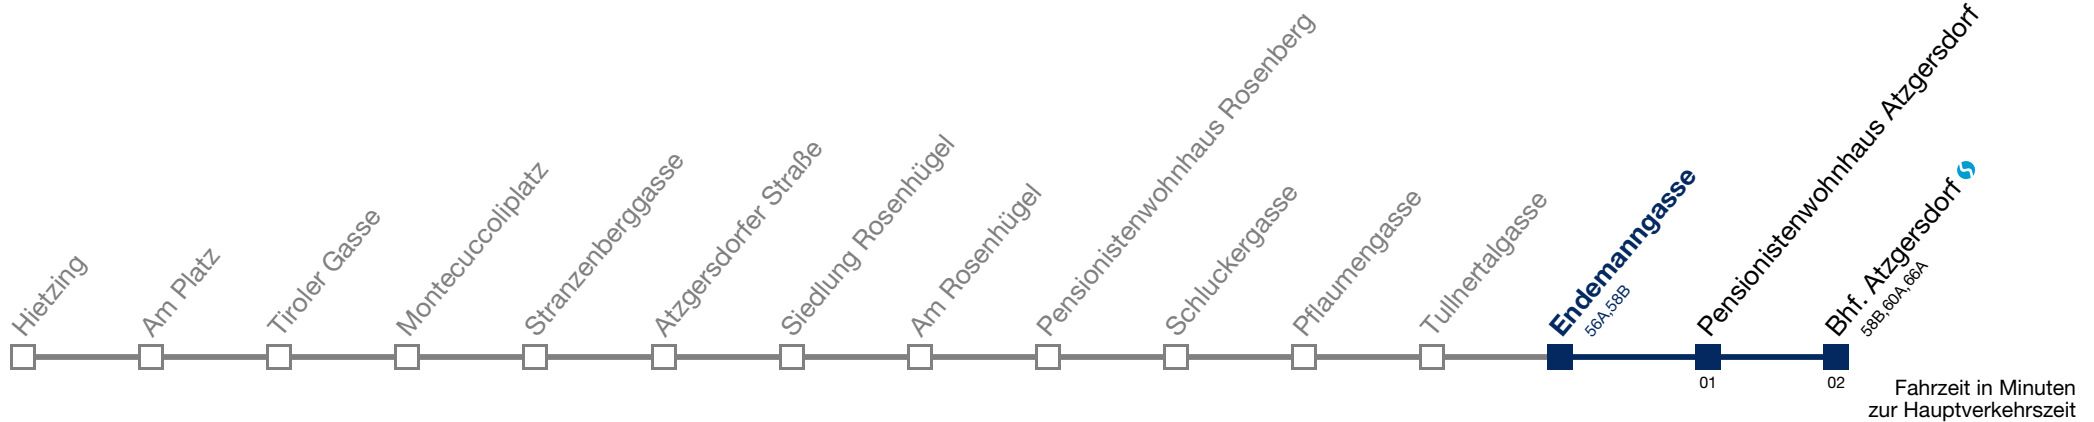 Hietzing
Am Platz
Tiroler Gasse
Montecuccoliplatz
Stranzenberggasse
Atzgersdorfer Straße
Siedlung Rosenhügel
Am Rosenhügel
Pensionistenwohnhaus Rosenberg
Schluckergasse
Pflaumengasse
Tullnertalgasse
Endemanngasse
56A,58B
Pensionistenwohnhaus Atzgersdorf
Bhf. Atzgersdorf
58B,60A,66A
01
02
Fahrzeit in Minuten
zur Hauptverkehrszeit